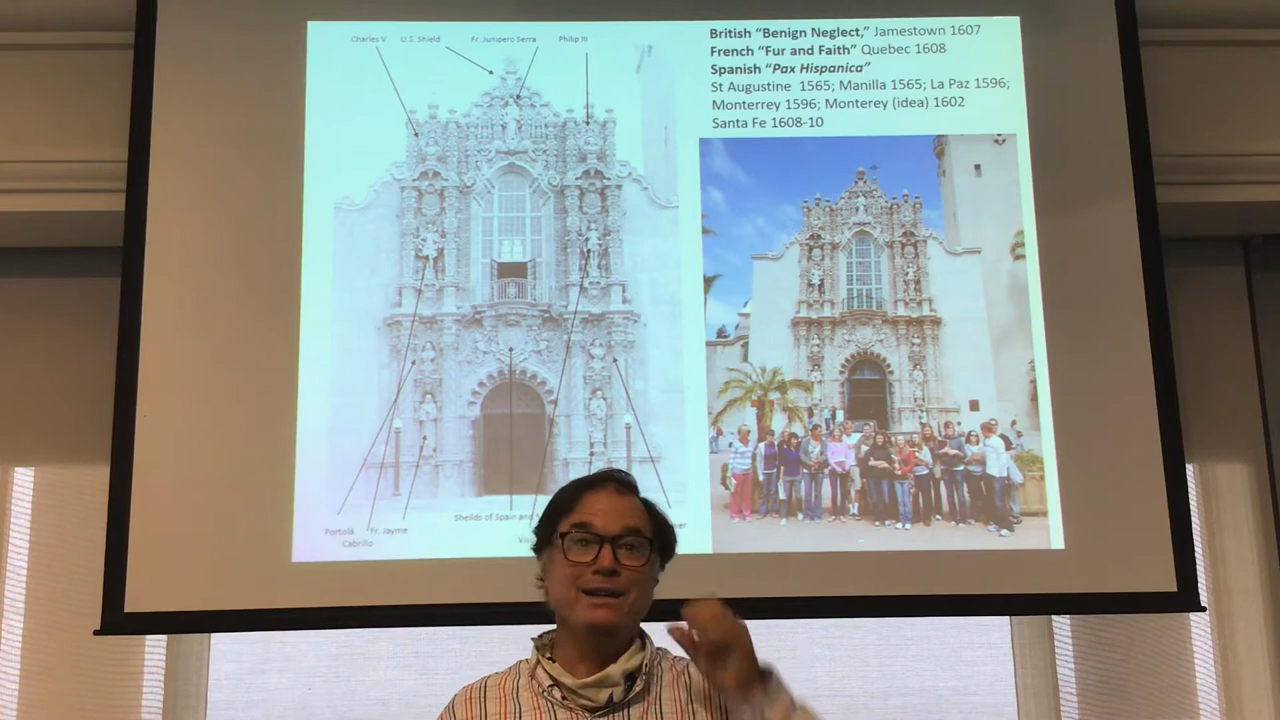 Charles V U.S. Shield Fr. Junipero Serra Philip III
British “Benign Neglect,” Jamestown 1607
French “Fur and Faith” Quebec 1608
Spanish “Pax Hispanica”
St Augustine 1565; Manilla 1565; La Paz 1596;
Monterrey 1596; Monterey (idea) 1602
Santa Fe 1608-10
Portolá Fr. Jayme
Cabrillo
Sheilds of Spain and